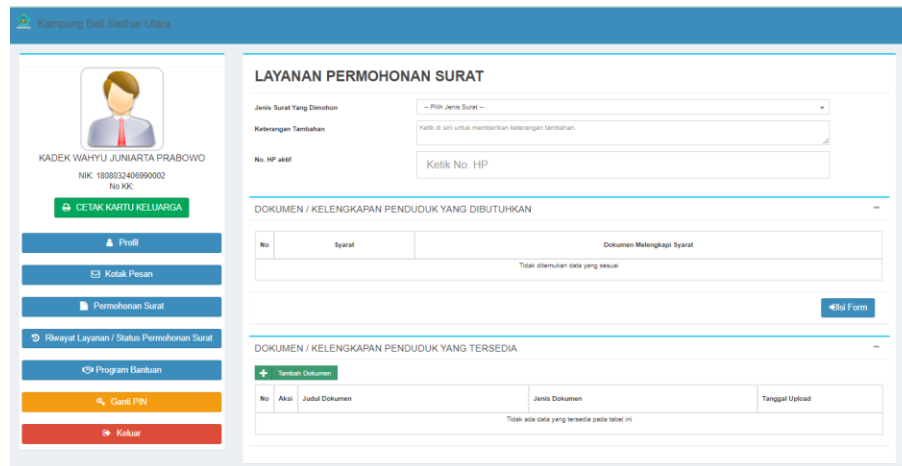 Kampung Bali Sadhar Utara
KADEK WAHYU JUNIARTA PRABOWO
NIK: 1808032406990002
No KK:
CETAK KARTU KELUARGA
Profil
Kotak Pesan
Permohonan Surat
Riwayat Layanan / Status Permohonan Surat
Program Bantuan
Ganti PIN
Keluar
LAYANAN PERMOHONAN SURAT
Jenis Surat Yang Dimohon
-- Pilih Jenis Surat --
Keterangan Tambahan
Ketik di sini untuk memberikan keterangan tambahan.
No. HP aktif
Ketik No. HP
DOKUMEN / KELENGKAPAN PENDUDUK YANG DIBUTUHKAN
No Syarat Dokumen Melengkapi Syarat
Tidak ditemukan data yang sesuai
Isi Form
DOKUMEN / KELENGKAPAN PENDUDUK YANG TERSEDIA
Tambah Dokumen
No Aksi Judul Dokumen Jenis Dokumen Tanggal Upload
Tidak ada data yang tersedia pada tabel ini